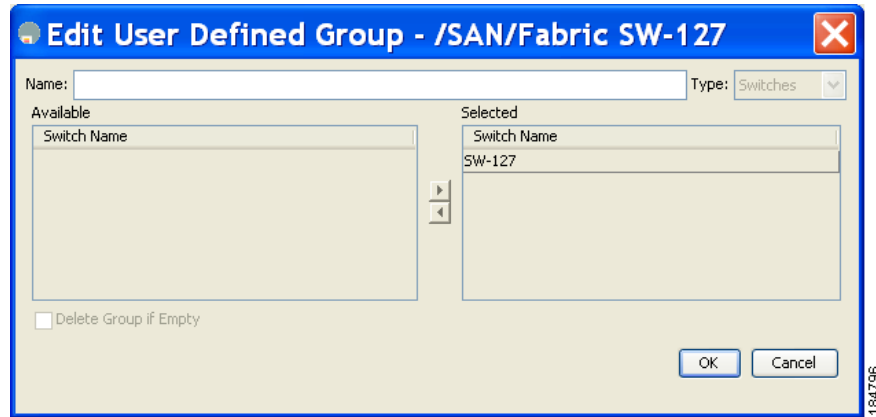 Edit User Defined Group - /SAN/Fabric SW-127
Name: Type: Switches
Available Selected
Switch Name Switch Name
SW-127
Delete Group if Empty
OK Cancel
184796